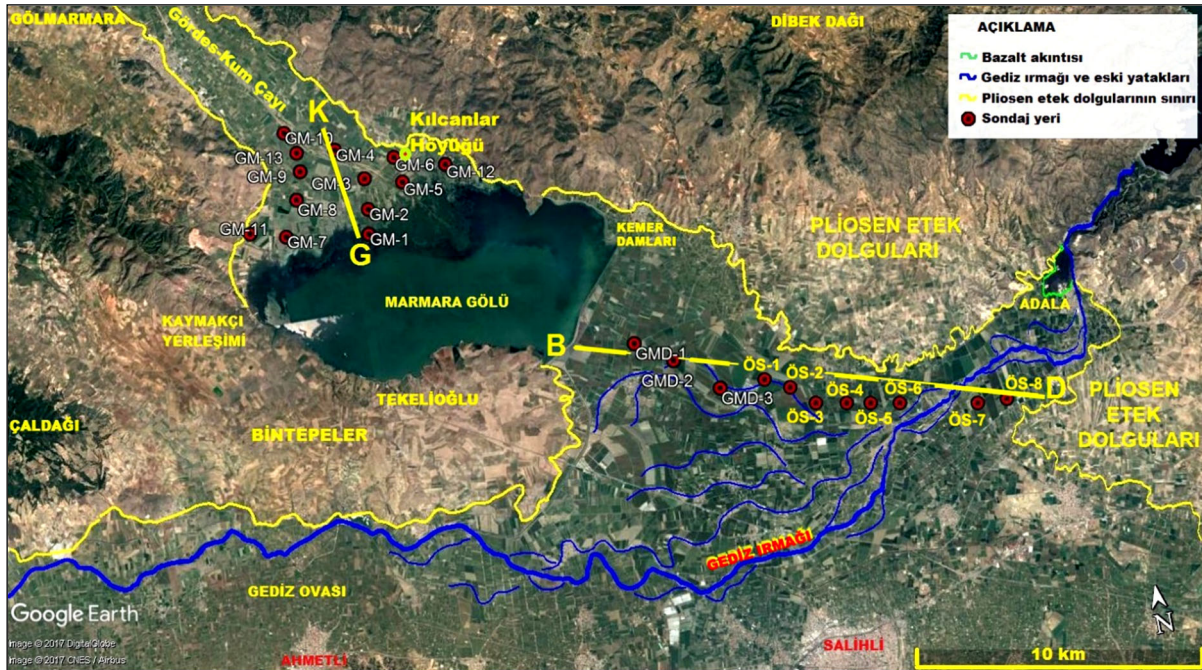 GÖLMARMARA
DİBEK DAĞI
AÇIKLAMA
Bazalt akıntısı
Gediz ırmağı ve eski yatakları
Pliosen etek dolgularının sınırı
Sondaj yeri
Gördes-Kum Çayı
K
Kılcanlar
Höyüğü
GM-10
GM-4
GM-13
GM-6
GM-12
GM-9
GM-3
GM-5
GM-8
GM-2
GM-11
GM-7
GM-1
G
KEMER
DAMLARI
PLİOSEN ETEK
DOLGULARI
MARMARA GÖLÜ
ADALA
KAYMAKÇI
YERLEŞİMİ
B
GMD-1
GMD-2
GMD-3
ÖS-1
ÖS-2
ÖS-3
ÖS-4
ÖS-5
ÖS-6
ÖS-7
ÖS-8
D
PLİOSEN
ETEK
DOLGULARI
TEKELİOĞLU
ÇALDAĞI
BİNTEPELER
GEDİZ IRMAĞI
GEDİZ OVASI
Google Earth
Image © 2017 DigitalGlobe
Image © 2017 CNES / Airbus
AHMETLİ
SALİHLİ
N
10 km